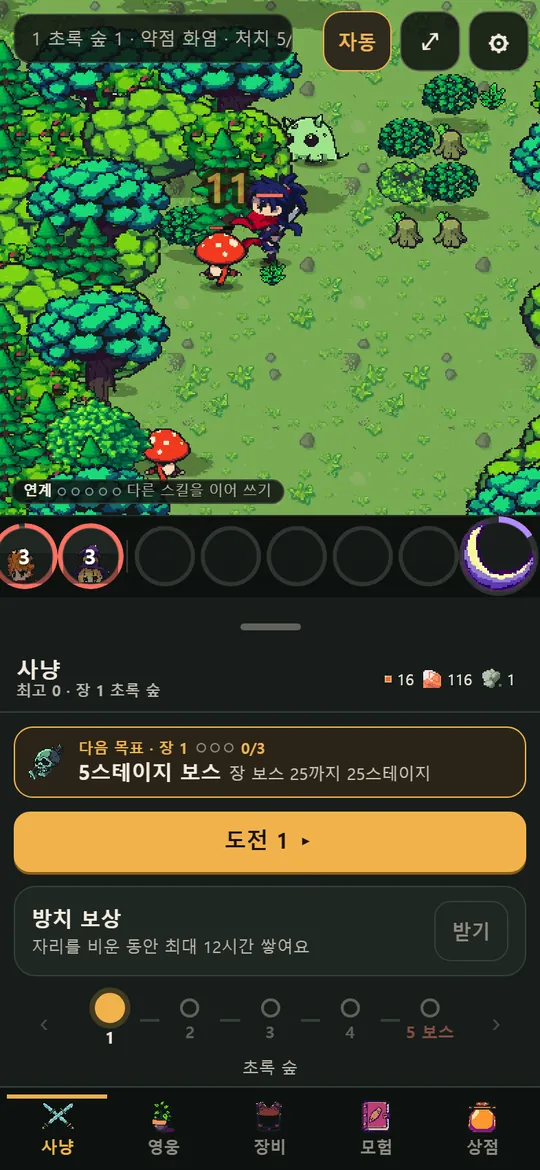 1 초록 숲 1 · 약점 화염 · 처치 5/
자동
11
연계 ○○○○○ 다른 스킬을 이어 쓰기
3
3
사냥
최고 0 · 장 1 초록 숲
16 116 1
다음 목표 · 장 1 ○○○ 0/3
5스테이지 보스 장 보스 25까지 25스테이지
도전 1 ▸
방치 보상
자리를 비운 동안 최대 12시간 쌓여요
받기
‹ 1 2 3 4 5 보스 ›
초록 숲
사냥 영웅 장비 모험 상점